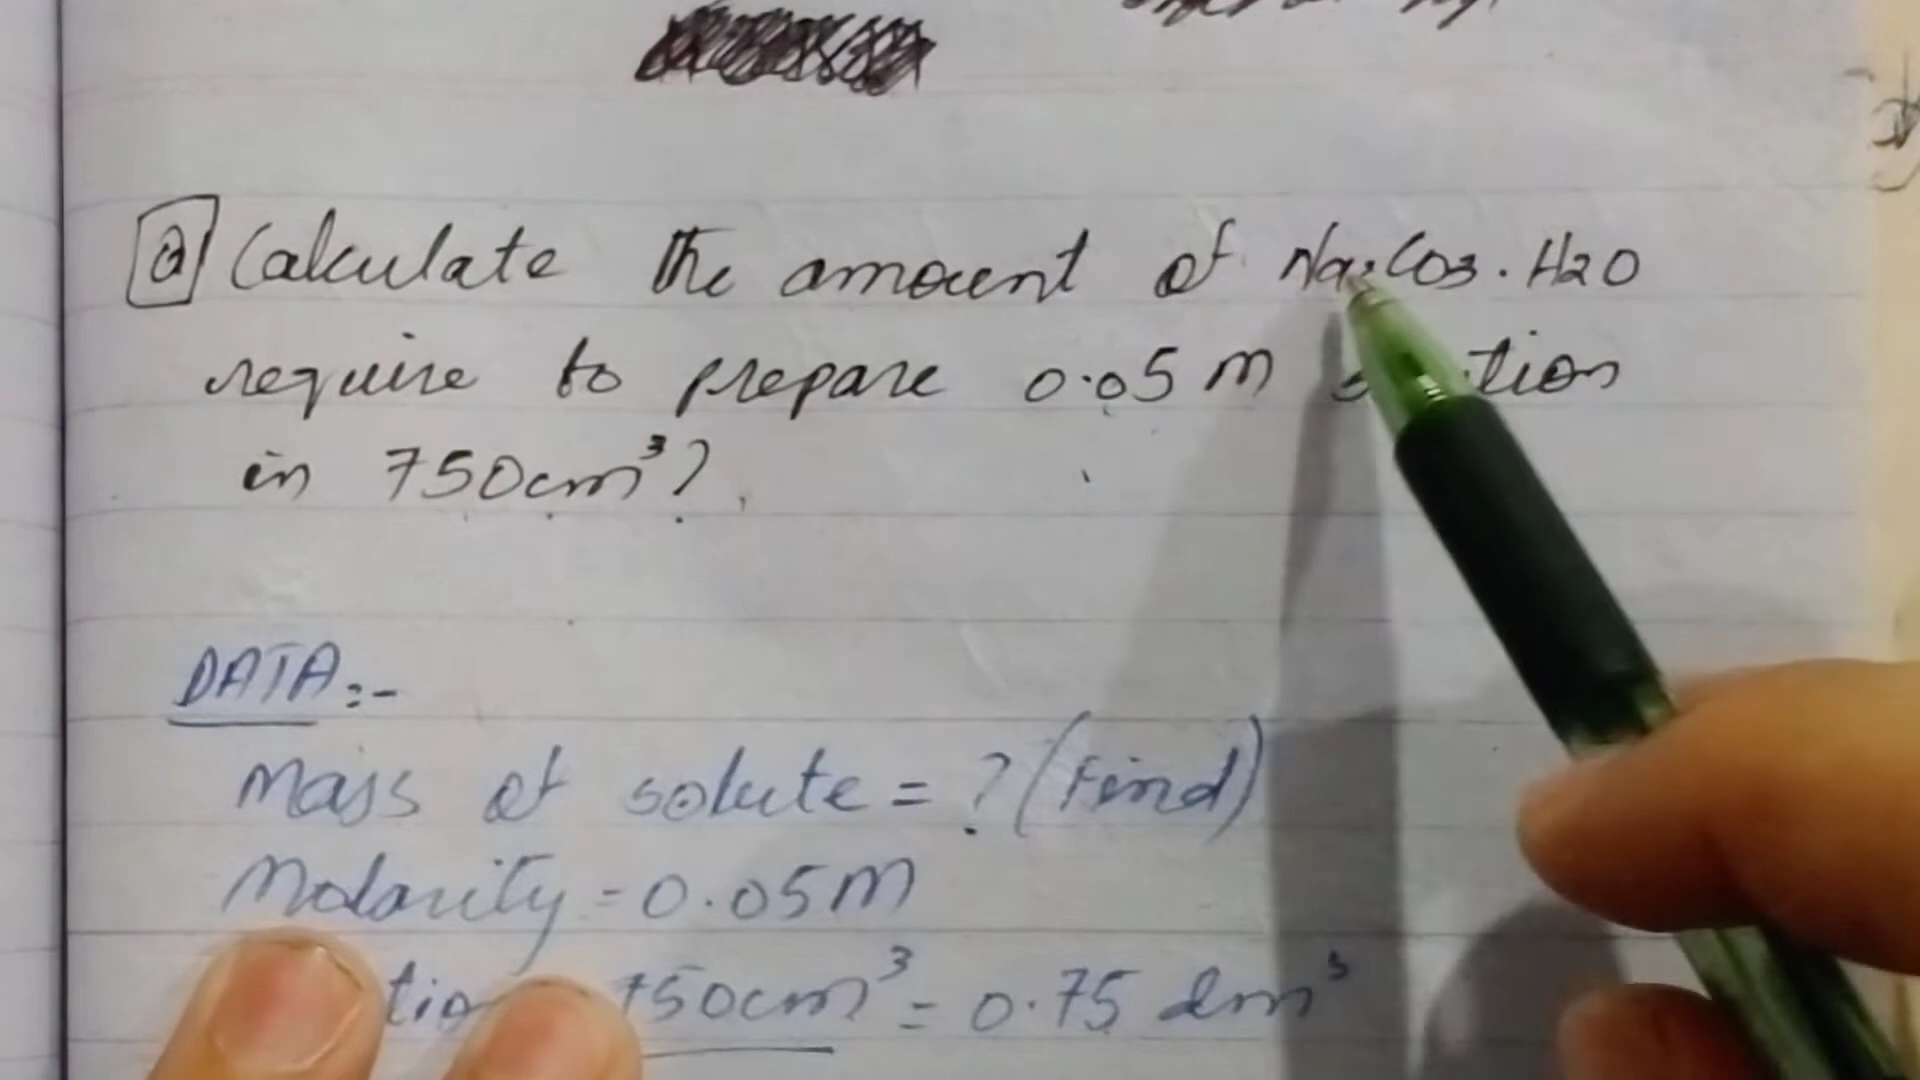 Q Calculate the amount of Na2CO3.H2O
require to prepare 0.05 M
in 750cm³?
DATA:-
Mass of solute = ? (Find)
Molarity = 0.05M
750cm³ = 0.75 dm³